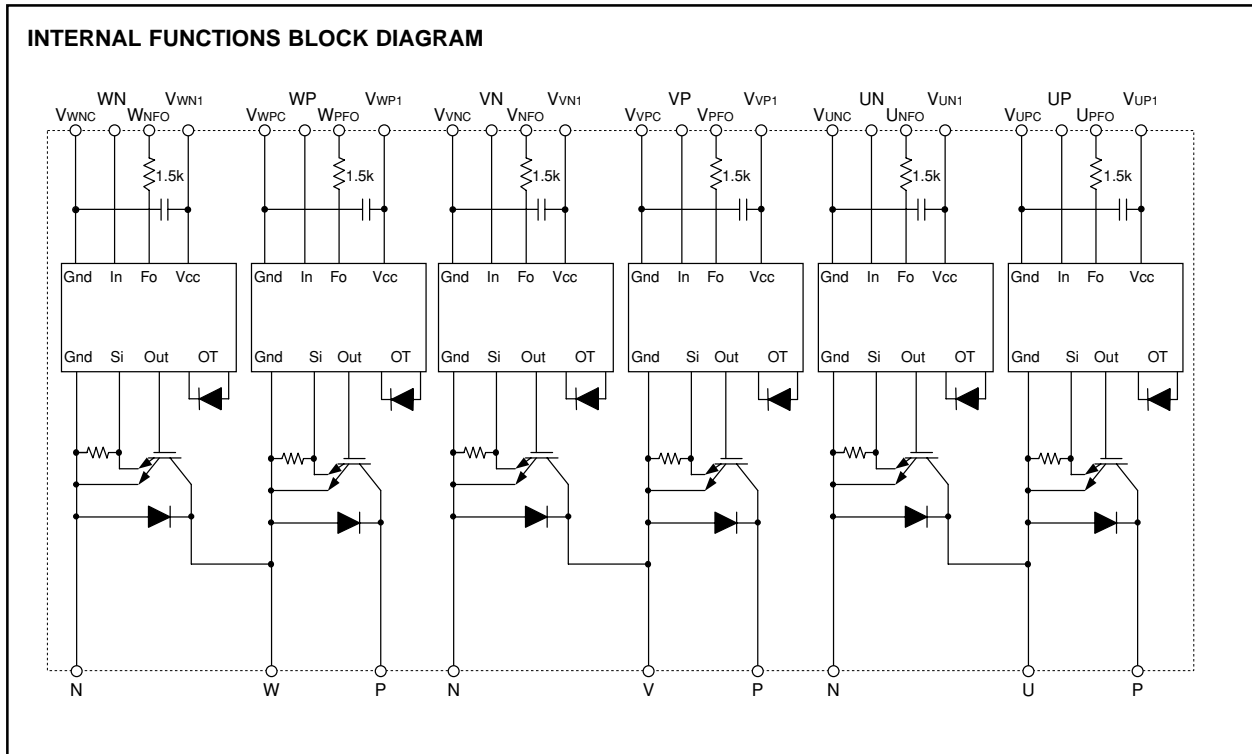 INTERNAL FUNCTIONS BLOCK DIAGRAM
WN VWN1 WP VWP1 VN VVN1 VP VVP1 UN VUN1 UP VUP1
VWNC WNFO VWPC WPFO VVNC VNFO VVPC VPFO VUNC UNFO VUPC UPFO
1.5k 1.5k 1.5k 1.5k 1.5k 1.5k
Gnd In Fo Vcc Gnd In Fo Vcc Gnd In Fo Vcc Gnd In Fo Vcc Gnd In Fo Vcc Gnd In Fo Vcc
Gnd Si Out OT Gnd Si Out OT Gnd Si Out OT Gnd Si Out OT Gnd Si Out OT Gnd Si Out OT
N W P N V P N U P